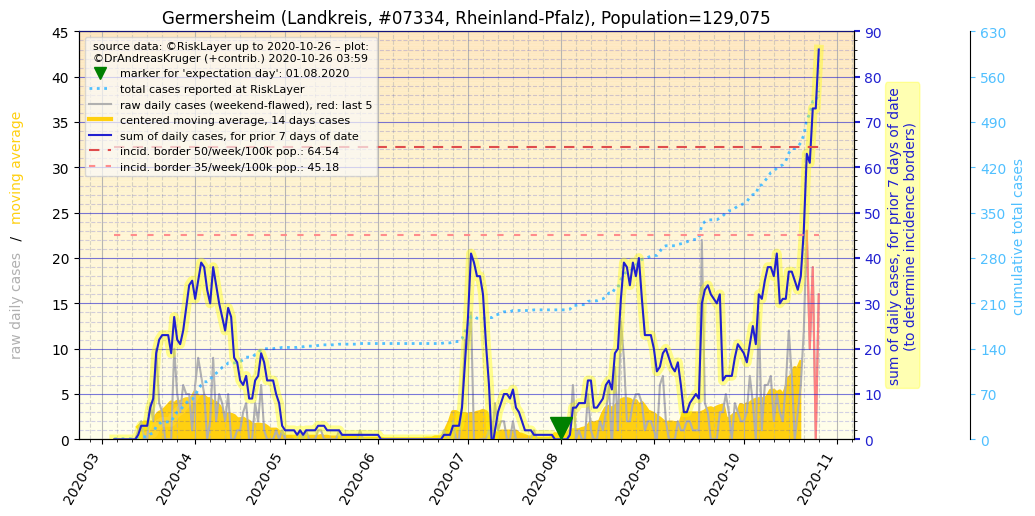 Germersheim (Landkreis, #07334, Rheinland-Pfalz), Population=129,075
source data: ©RiskLayer up to 2020-10-26 – plot:
©DrAndreasKruger (+contrib.) 2020-10-26 03:59
marker for 'expectation day': 01.08.2020
total cases reported at RiskLayer
raw daily cases (weekend-flawed), red: last 5
centered moving average, 14 days cases
sum of daily cases, for prior 7 days of date
incid. border 50/week/100k pop.: 64.54
incid. border 35/week/100k pop.: 45.18
raw daily cases / moving average
45
40
35
30
25
20
15
10
5
0
90
80
70
60
50
40
30
20
10
0
sum of daily cases, for prior 7 days of date
(to determine incidence borders)
630
560
490
420
350
280
210
140
70
0
cumulative total cases
2020-03
2020-04
2020-05
2020-06
2020-07
2020-08
2020-09
2020-10
2020-11